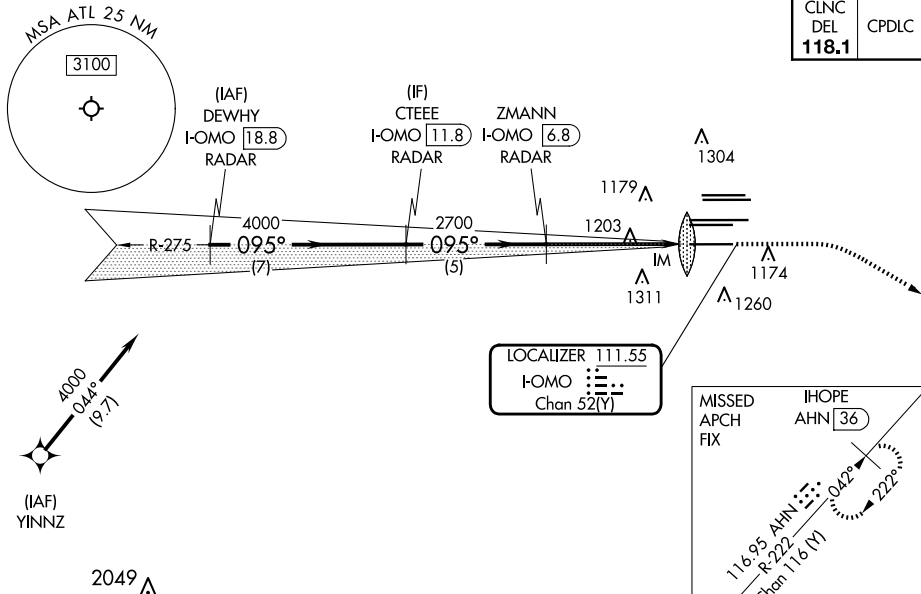 MSA ATL 25 NM
3100
CLNC
DEL
118.1
CPDLC
(IAF)
DEWHY
I-OMO 18.8
RADAR
(IF)
CTEEE
I-OMO 11.8
RADAR
ZMANN
I-OMO 6.8
RADAR
1304
1179
1203
4000
2700
R-275
095°
095°
(7)
(5)
IM
1174
1311
1260
LOCALIZER 111.55
I-OMO
Chan 52(Y)
4000
044°
(9.7)
(IAF)
YINNZ
2049
MISSED
APCH
FIX
IHOPE
AHN 36
042°
222°
116.95 AHN
R-222
Chan 116 (Y)